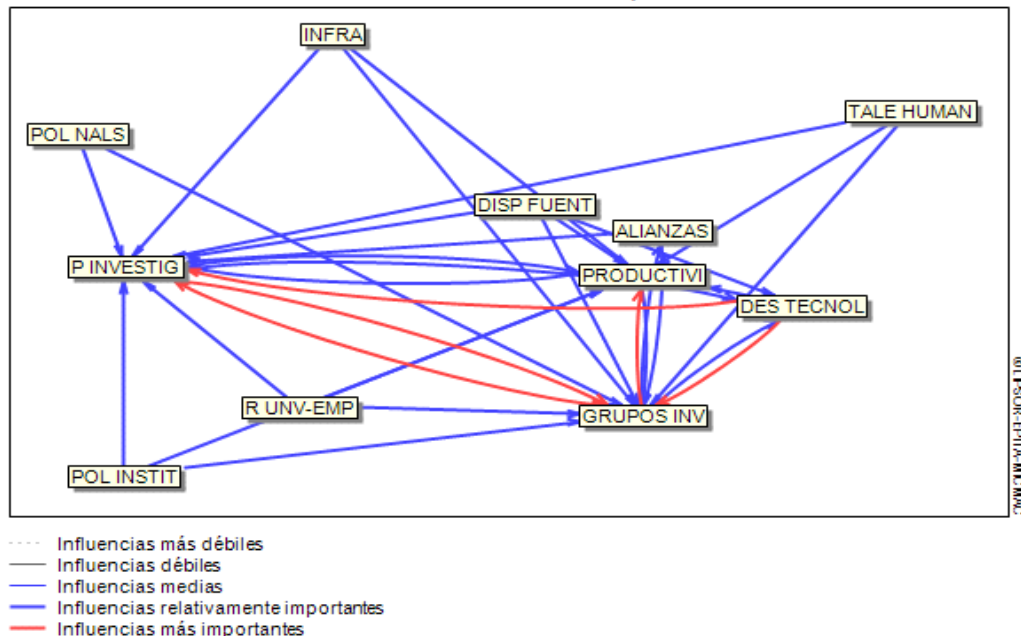 INFRA
TALE HUMAN
POL NALS
DISP FUENT
ALIANZAS
P INVESTIG
PRODUCTIVI
DES TECNOL
R UNV-EMP
GRUPOS INV
POL INSTIT
Influencias más débiles
Influencias débiles
Influencias medias
Influencias relativamente importantes
Influencias más importantes